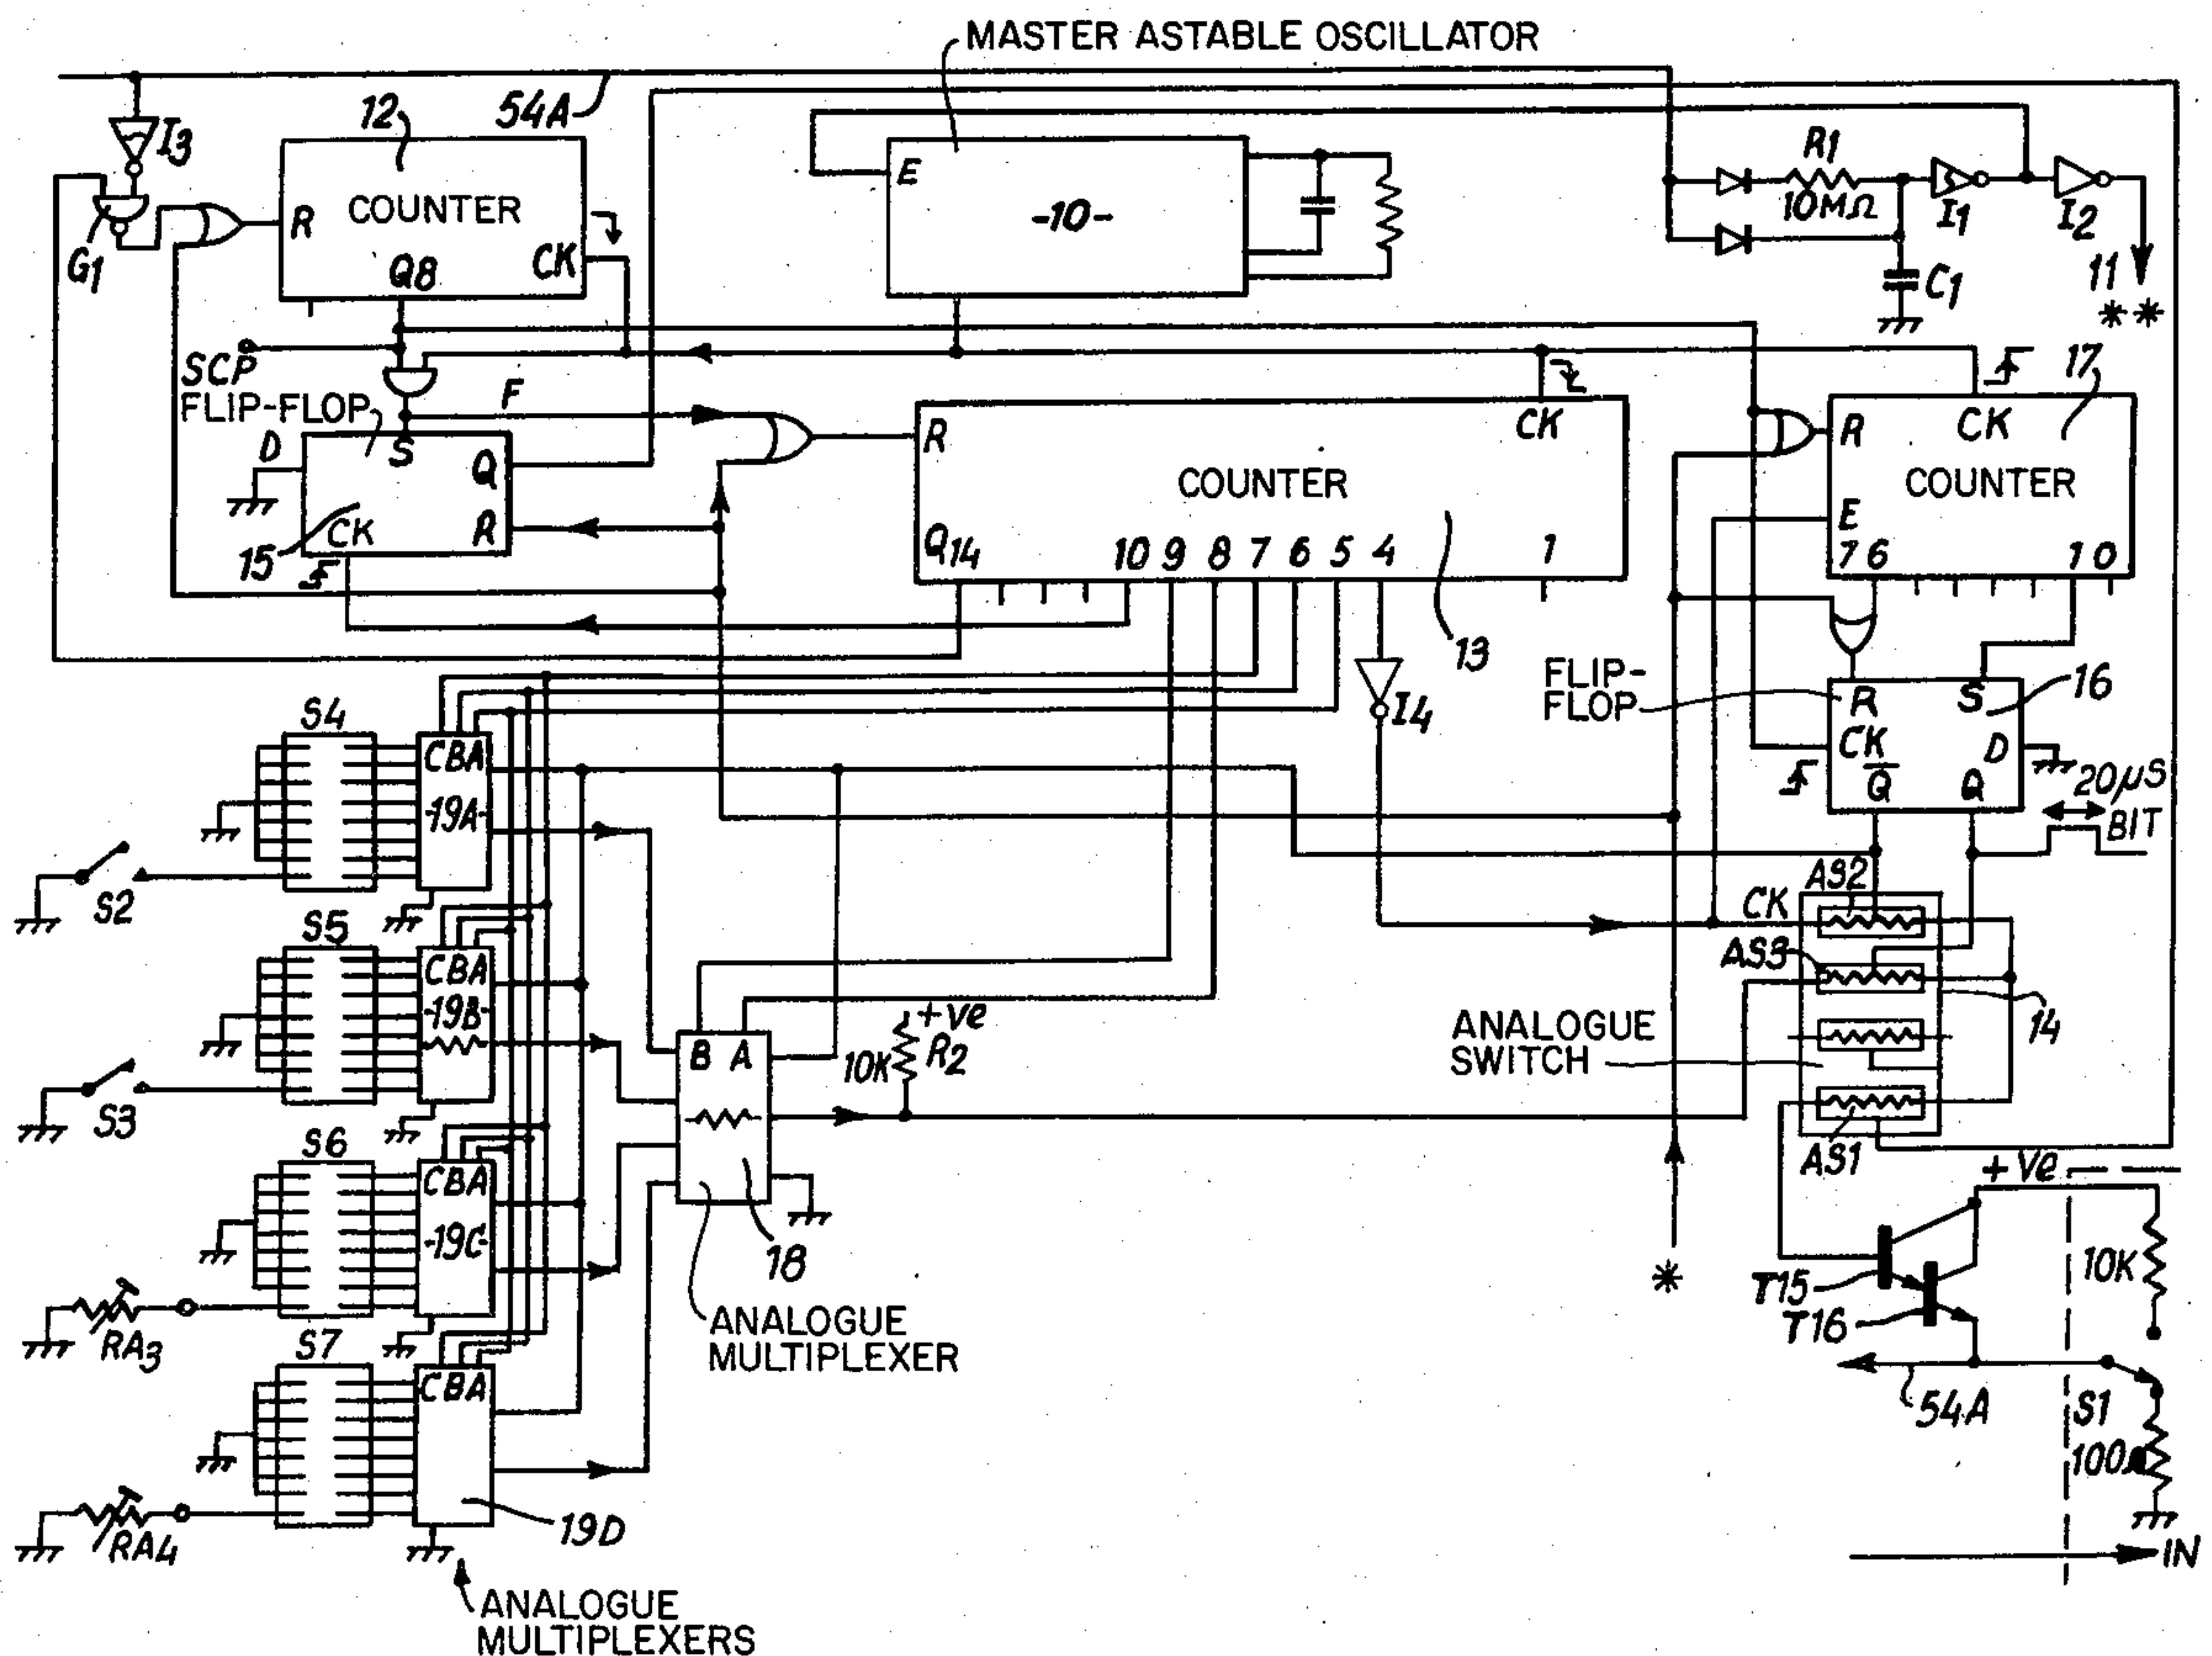 MASTER ASTABLE OSCILLATOR
54A
I3
12
COUNTER
R
Q8
CK
G1
E
-10-
R1
10MΩ
I1
I2
C1
11
**
SCP
FLIP-FLOP
F
D
S
Q
R
CK
15
R
CK
COUNTER
Q14
10 9 8 7 6 5 4 1
13
17
R
CK
COUNTER
E
7 6
1 0
I4
FLIP-
FLOP
R
S
16
CK
D
Q̅
Q
20μS
BIT
S4
CBA
-19A-
S2
S5
CBA
-19B-
S3
S6
CBA
-19C-
RA3
S7
CBA
19D
RA4
ANALOGUE
MULTIPLEXERS
B A
18
ANALOGUE
MULTIPLEXER
+ve
10K
R2
CK
AS2
AS3
ANALOGUE
SWITCH
14
AS1
*
+Ve
10K
T15
T16
54A
S1
100Ω
IN